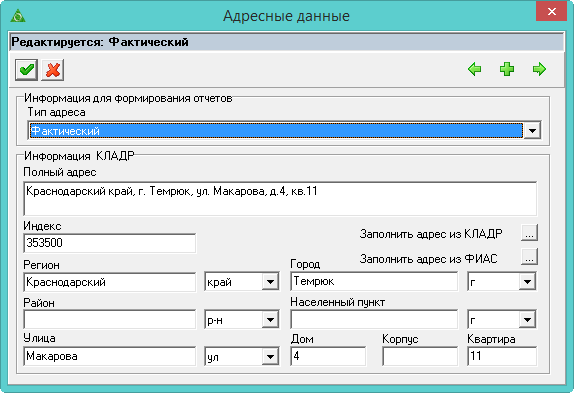 Адресные данные
Редактируется: Фактический
Информация для формирования отчетов
Тип адреса
Фактический
Информация КЛАДР
Полный адрес
Краснодарский край, г. Темрюк, ул. Макарова, д.4, кв.11
Индекс
353500
Заполнить адрес из КЛАДР ...
Заполнить адрес из ФИАС ...
Регион Город
Краснодарский край Темрюк г
Район Населенный пункт
р-н г
Улица Дом Корпус Квартира
Макарова ул 4 11